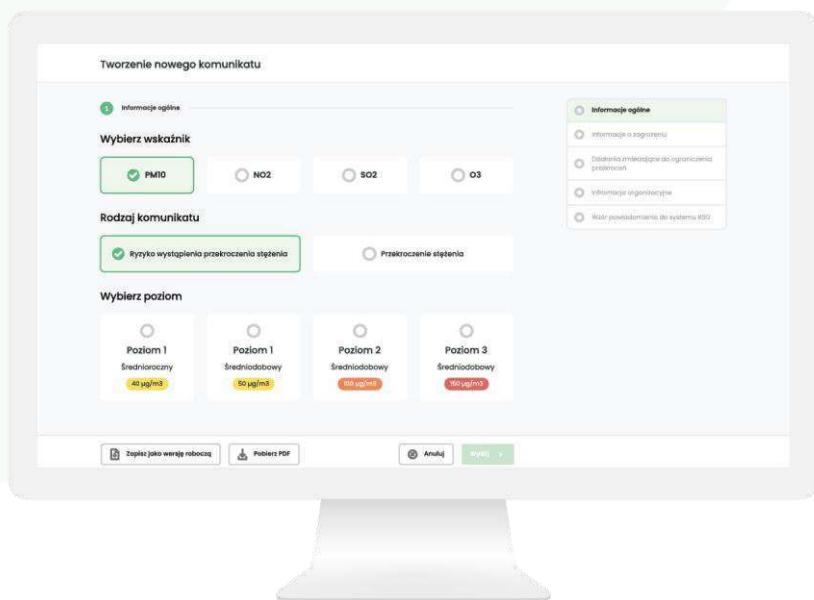 Tworzenie nowego komunikatu
1 Informacje ogólne
Wybierz wskaźnik
PM10
NO2
SO2
O3
Rodzaj komunikatu
Ryzyko wystąpienia przekroczenia stężenia
Przekroczenie stężenia
Wybierz poziom
Poziom 1
Średnioroczny
40 µg/m3
Poziom 1
Średniodobowy
50 µg/m3
Poziom 2
Średniodobowy
100 µg/m3
Poziom 3
Średniodobowy
150 µg/m3
Zapisz jako wersję roboczą
Pobierz PDF
Anuluj
Wyślij
Informacje ogólne
Informacje o zagrożeniu
Działania zmierzające do ograniczenia
przekroczeń
Informacje organizacyjne
Wzór powiadomienia do systemu RSO